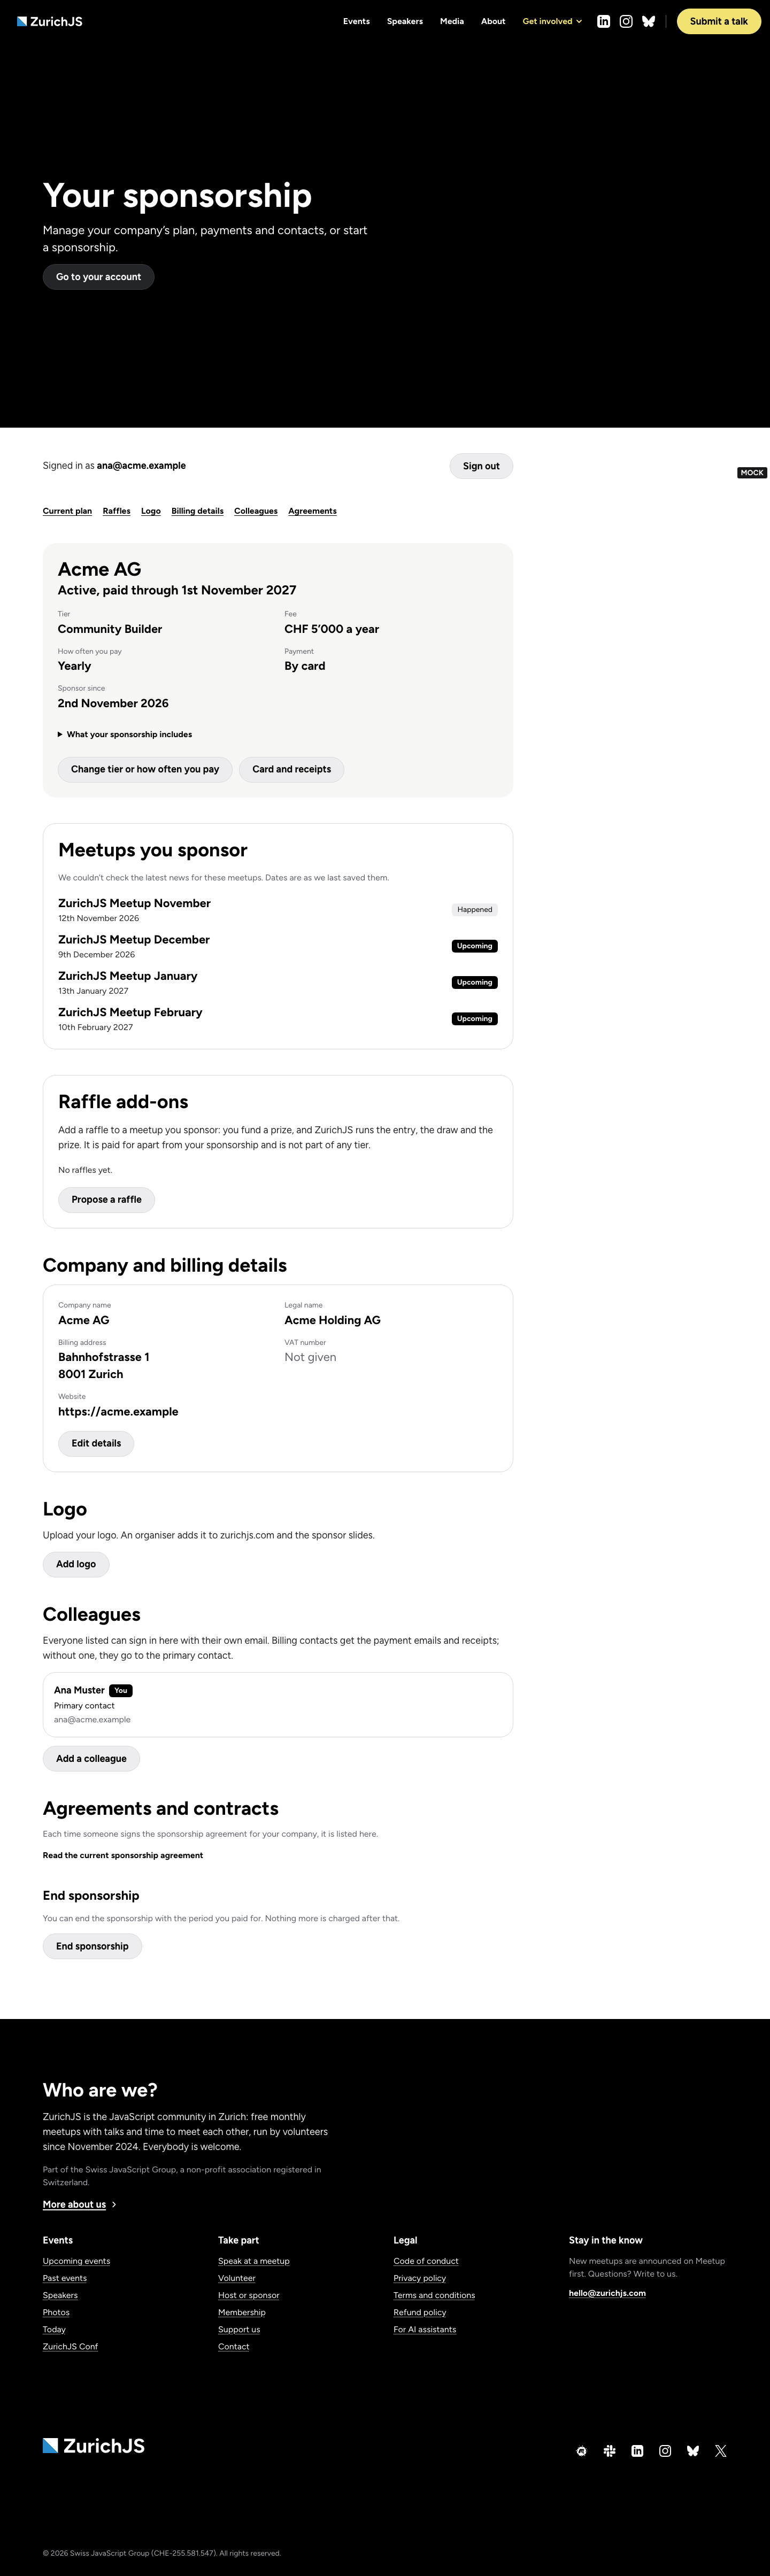 ZurichJS
Events
Speakers
Media
About
Get involved
Submit a talk
Your sponsorship
Manage your company’s plan, payments and contacts, or start
a sponsorship.
Go to your account
Signed in as ana@acme.example
Sign out
MOCK
Current plan
Raffles
Logo
Billing details
Colleagues
Agreements
Acme AG
Active, paid through 1st November 2027
Tier
Community Builder
Fee
CHF 5’000 a year
How often you pay
Yearly
Payment
By card
Sponsor since
2nd November 2026
What your sponsorship includes
Change tier or how often you pay
Card and receipts
Meetups you sponsor
We couldn’t check the latest news for these meetups. Dates are as we last saved them.
ZurichJS Meetup November
12th November 2026
Happened
ZurichJS Meetup December
9th December 2026
Upcoming
ZurichJS Meetup January
13th January 2027
Upcoming
ZurichJS Meetup February
10th February 2027
Upcoming
Raffle add-ons
Add a raffle to a meetup you sponsor: you fund a prize, and ZurichJS runs the entry, the draw and the
prize. It is paid for apart from your sponsorship and is not part of any tier.
No raffles yet.
Propose a raffle
Company and billing details
Company name
Acme AG
Legal name
Acme Holding AG
Billing address
Bahnhofstrasse 1
8001 Zurich
VAT number
Not given
Website
https://acme.example
Edit details
Logo
Upload your logo. An organiser adds it to zurichjs.com and the sponsor slides.
Add logo
Colleagues
Everyone listed can sign in here with their own email. Billing contacts get the payment emails and receipts;
without one, they go to the primary contact.
Ana Muster You
Primary contact
ana@acme.example
Add a colleague
Agreements and contracts
Each time someone signs the sponsorship agreement for your company, it is listed here.
Read the current sponsorship agreement
End sponsorship
You can end the sponsorship with the period you paid for. Nothing more is charged after that.
End sponsorship
Who are we?
ZurichJS is the JavaScript community in Zurich: free monthly
meetups with talks and time to meet each other, run by volunteers
since November 2024. Everybody is welcome.
Part of the Swiss JavaScript Group, a non-profit association registered in
Switzerland.
More about us
Events
Upcoming events
Past events
Speakers
Photos
Today
ZurichJS Conf
Take part
Speak at a meetup
Volunteer
Host or sponsor
Membership
Support us
Contact
Legal
Code of conduct
Privacy policy
Terms and conditions
Refund policy
For AI assistants
Stay in the know
New meetups are announced on Meetup
first. Questions? Write to us.
hello@zurichjs.com
ZurichJS
© 2026 Swiss JavaScript Group (CHE-255.581.547). All rights reserved.